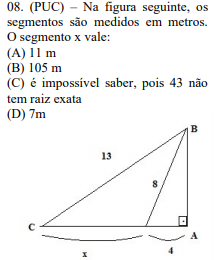 08. (PUC) – Na figura seguinte, os
segmentos são medidos em metros.
O segmento x vale:
(A) 11 m
(B) 105 m
(C) é impossível saber, pois 43 não
tem raiz exata
(D) 7m
B
13
8
C
A
x
4